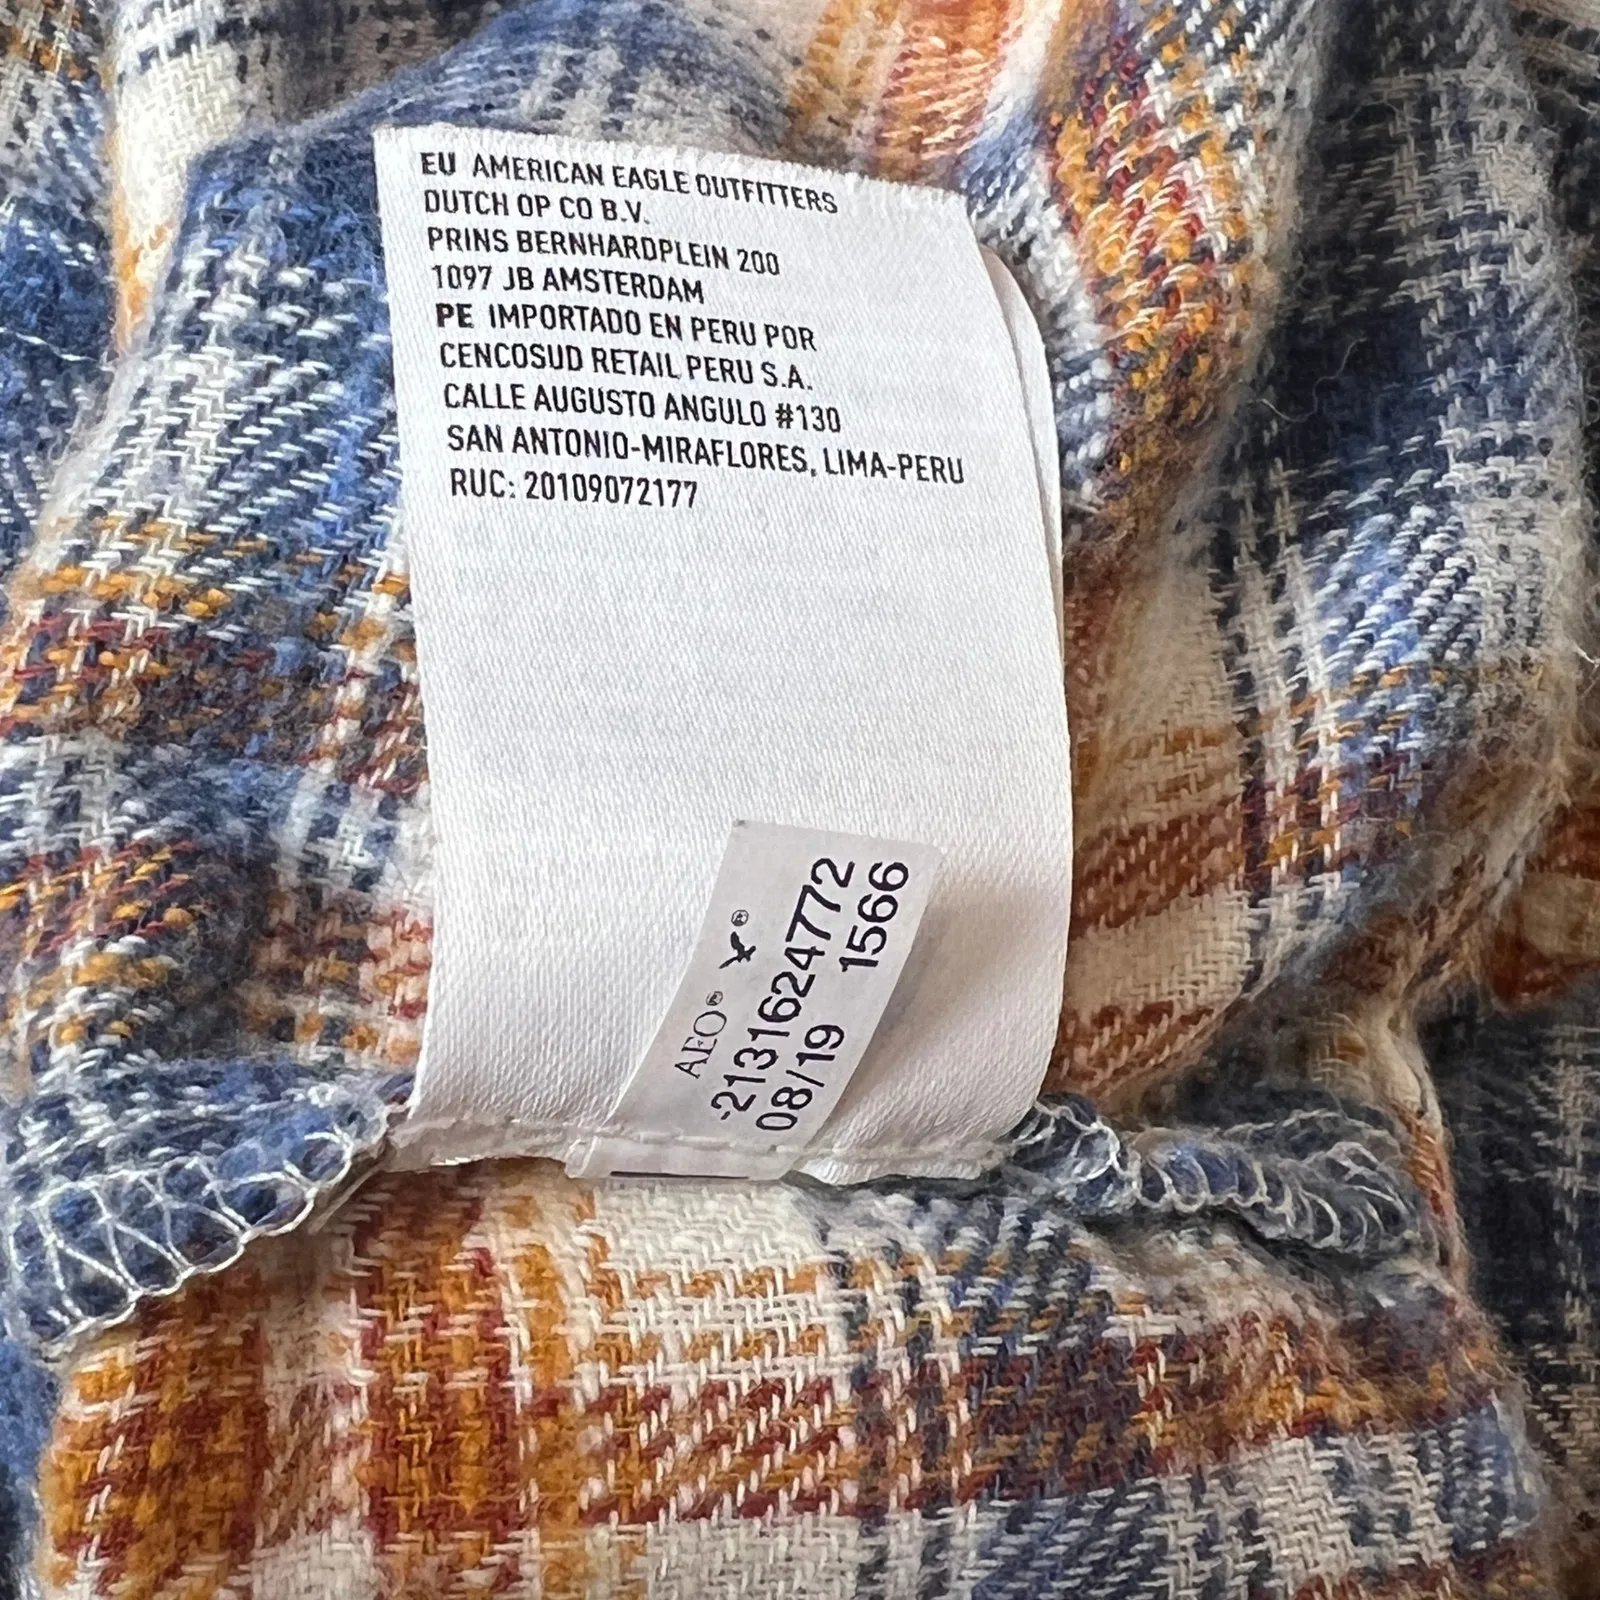 EU AMERICAN EAGLE OUTFITTERS
DUTCH OP CO B.V.
PRINS BERNHARDPLEIN 200
1097 JB AMSTERDAM
PE IMPORTADO EN PERU POR
CENCOSUD RETAIL PERU S.A.
CALLE AUGUSTO ANGULO #130
SAN ANTONIO-MIRAFLORES, LIMA-PERU
RUC: 20109072177
AEO® ®
-2131624772
08/19 1566